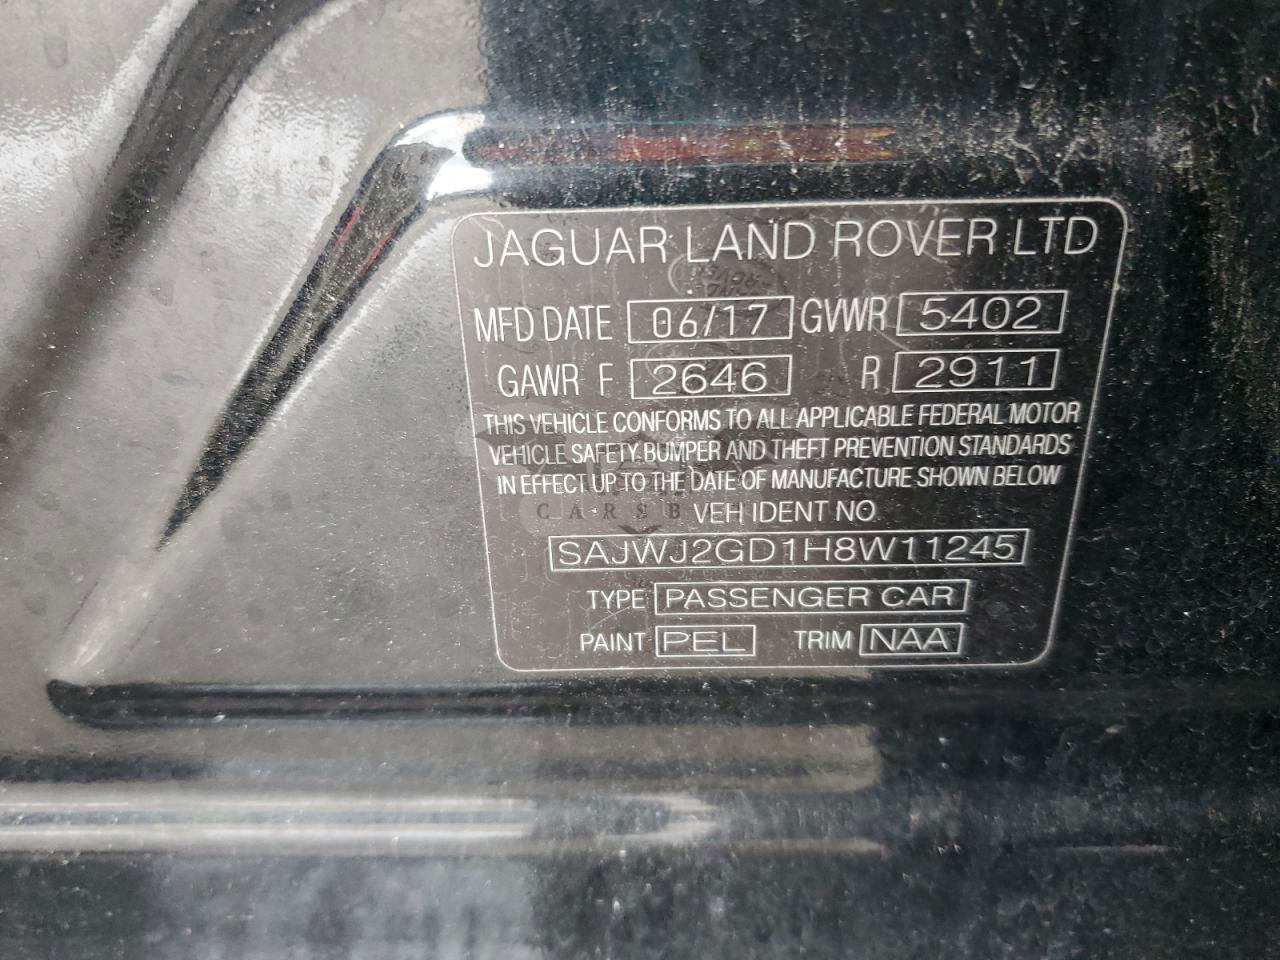 JAGUAR LAND ROVER LTD
MFD DATE 06/17 GVWR 5402
GAWR F 2646 R 2911
THIS VEHICLE CONFORMS TO ALL APPLICABLE FEDERAL MOTOR
VEHICLE SAFETY BUMPER AND THEFT PREVENTION STANDARDS
IN EFFECT UP TO THE DATE OF MANUFACTURE SHOWN BELOW
VEH IDENT NO
SAJWJ2GD1H8W11245
TYPE PASSENGER CAR
PAINT PEL TRIM NAA